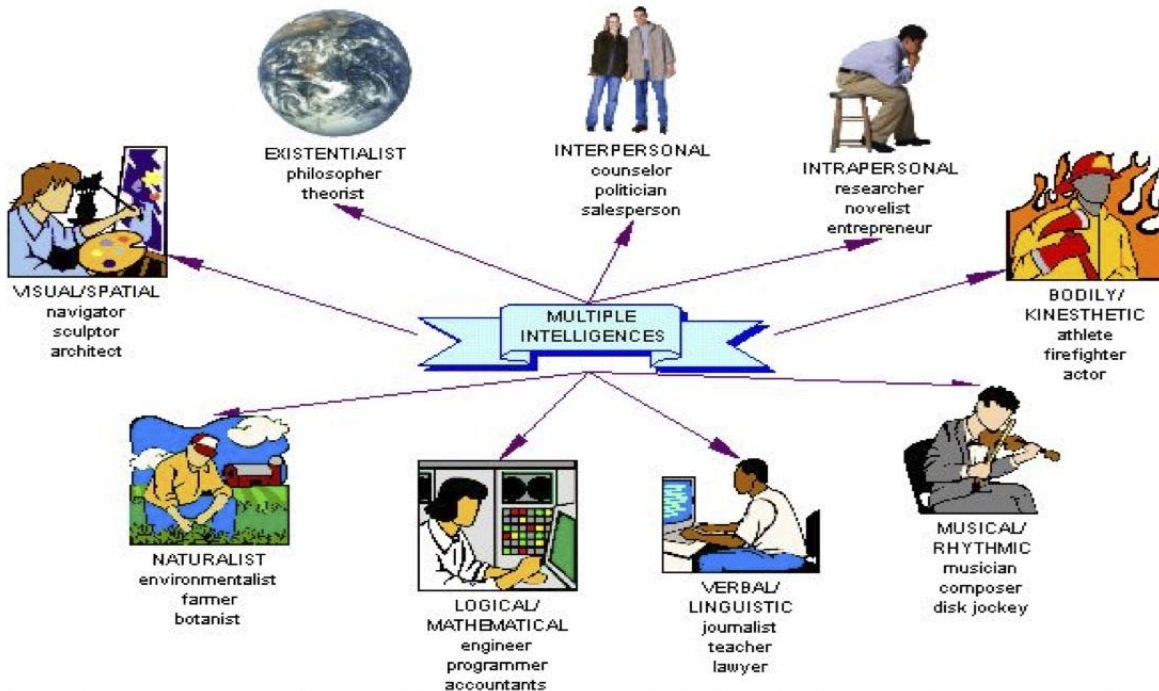 EXISTENTIALIST
philosopher
theorist
INTERPERSONAL
counselor
politician
salesperson
INTRAPERSONAL
researcher
novelist
entrepreneur
VISUAL/SPATIAL
navigator
sculptor
architect
MULTIPLE
INTELLIGENCES
BODILY/
KINESTHETIC
athlete
firefighter
actor
NATURALIST
environmentalist
farmer
botanist
LOGICAL/
MATHEMATICAL
engineer
programmer
accountants
VERBAL/
LINGUISTIC
journalist
teacher
lawyer
MUSICAL/
RHYTHMIC
musician
composer
disk jockey